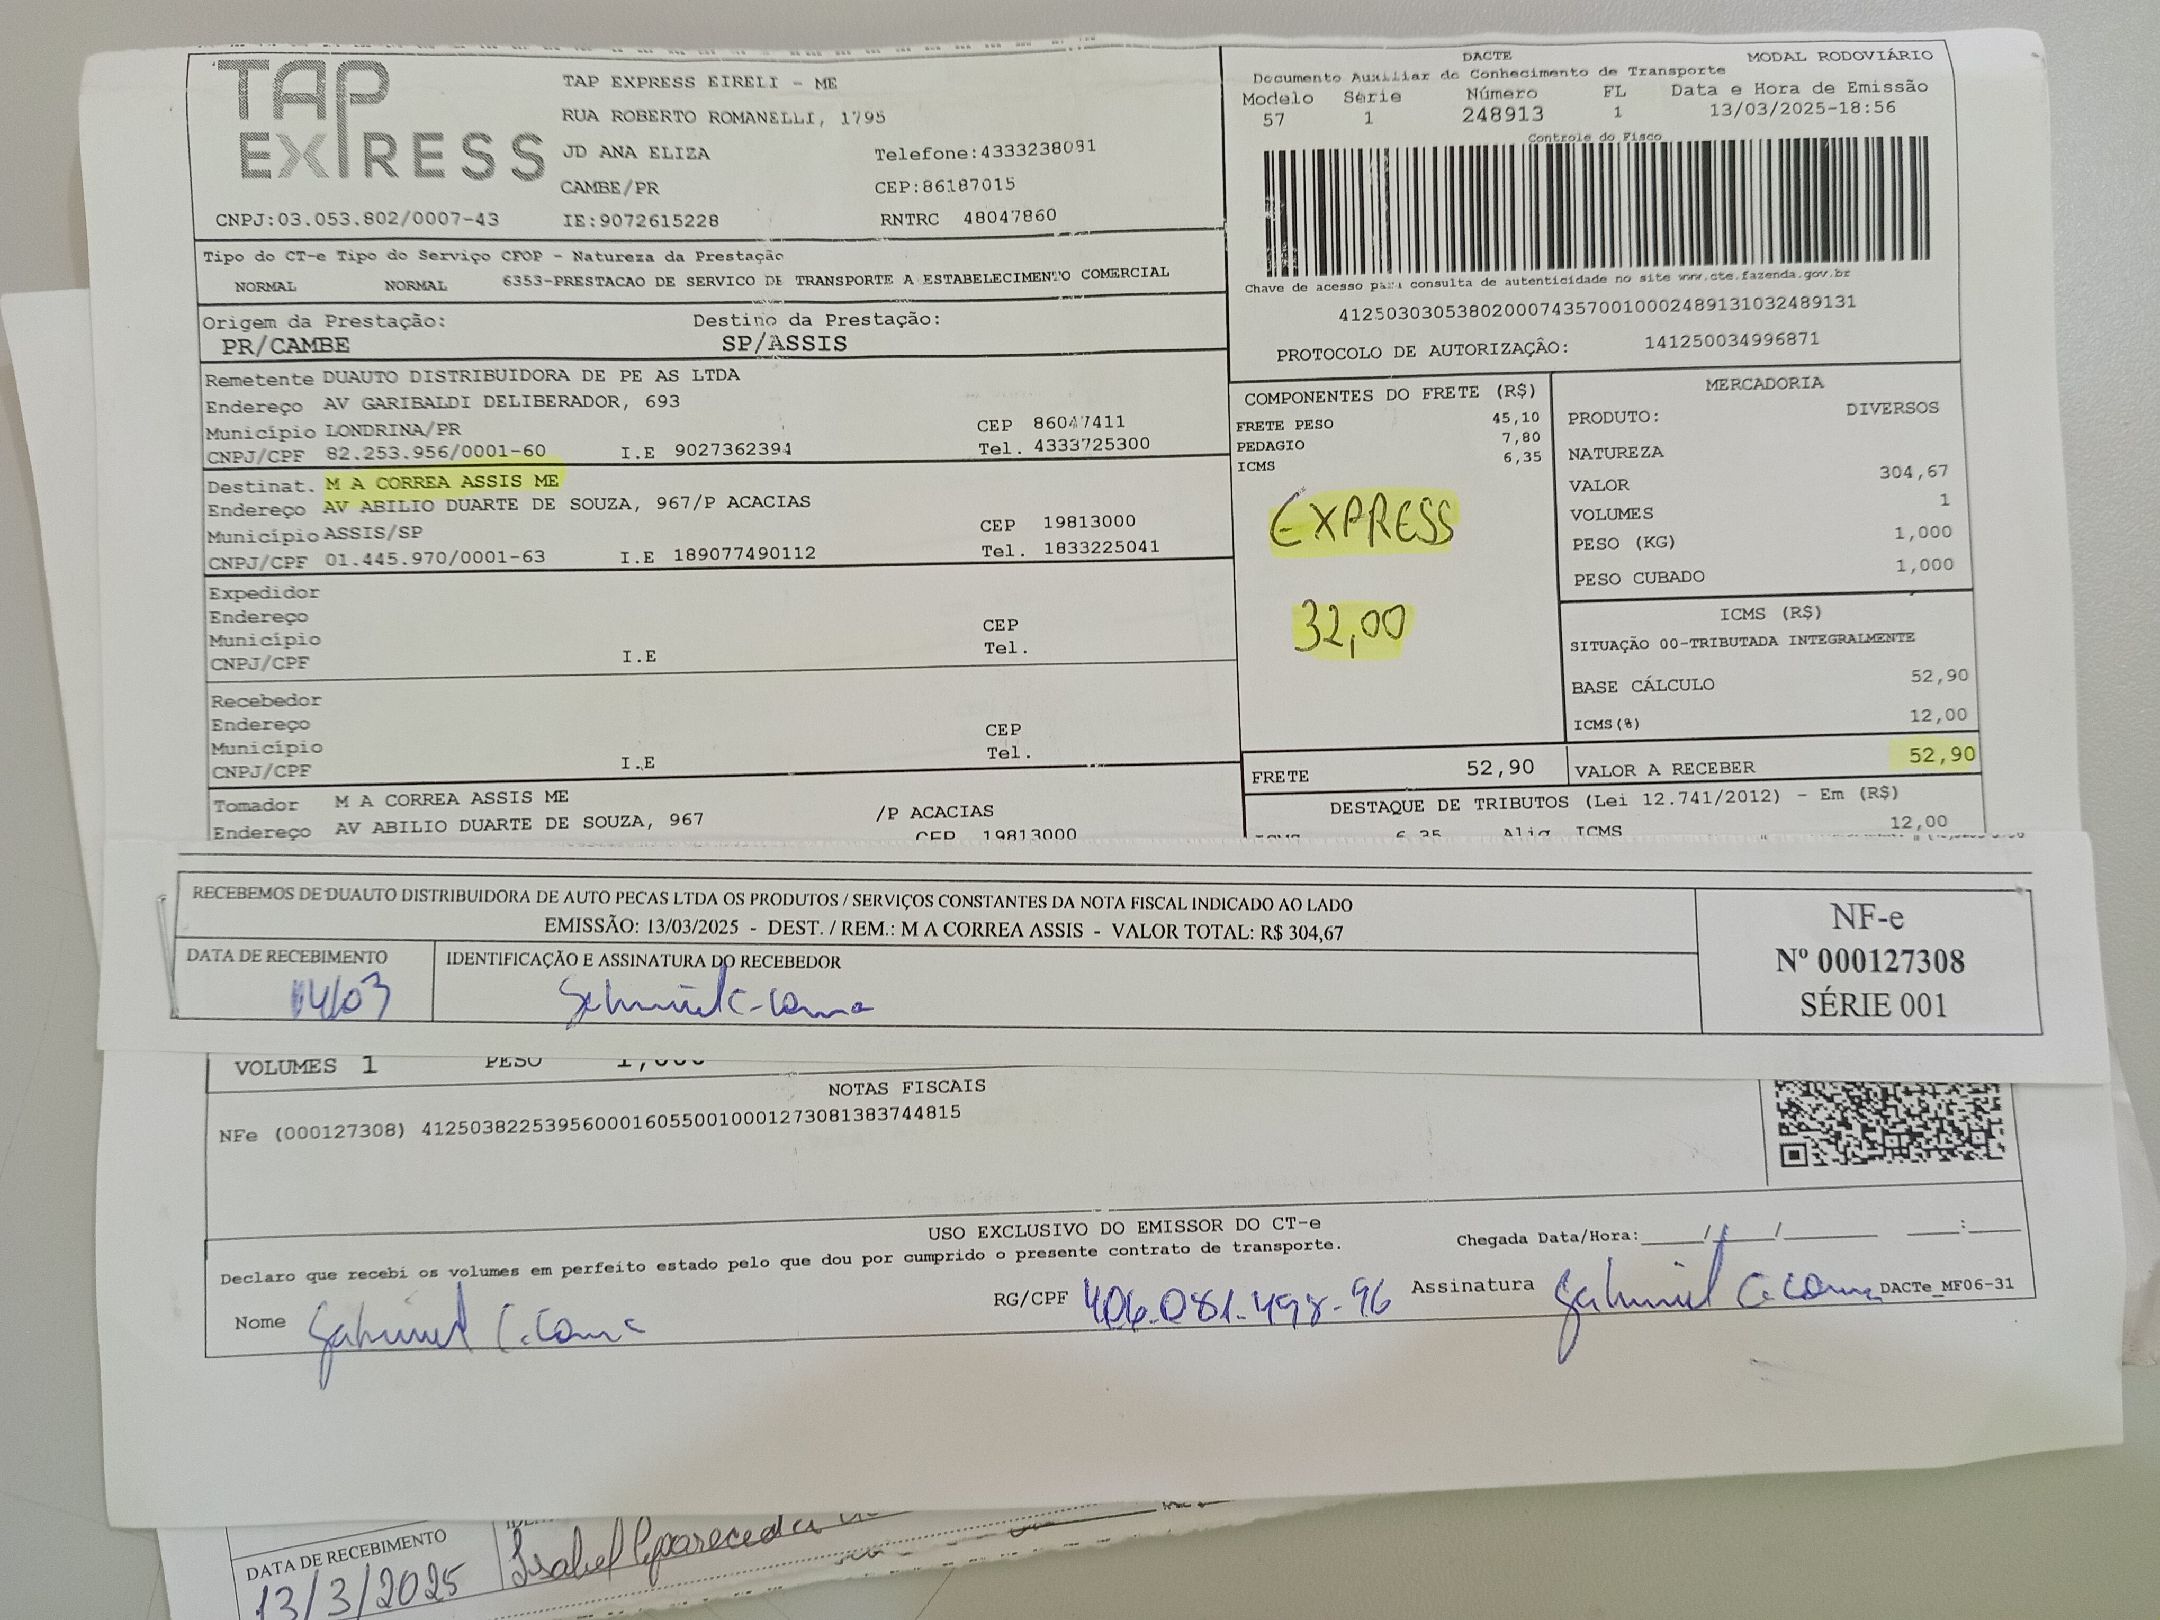 TAP EXPRESS
TAP EXPRESS EIRELI - ME
RUA ROBERTO ROMANELLI, 1795
JD ANA ELIZA Telefone:4333238081
CAMBE/PR CEP:86187015
CNPJ:03.053.802/0007-43 IE:9072615228 RNTRC 48047860
DACTE MODAL RODOVIÁRIO
Documento Auxiliar de Conhecimento de Transporte
Modelo Série Número FL Data e Hora de Emissão
57 1 248913 1 13/03/2025-18:56
Controle do Fisco
Chave de acesso para consulta de autenticidade no site www.cte.fazenda.gov.br
41250303053802000743570010002489131032489131
PROTOCOLO DE AUTORIZAÇÃO: 141250034996871
Tipo do CT-e Tipo do Serviço CFOP - Natureza da Prestação
NORMAL NORMAL 6353-PRESTACAO DE SERVICO DE TRANSPORTE A ESTABELECIMENTO COMERCIAL
Origem da Prestação: Destino da Prestação:
PR/CAMBE SP/ASSIS
Remetente DUAUTO DISTRIBUIDORA DE PE AS LTDA
Endereço AV GARIBALDI DELIBERADOR, 693
Município LONDRINA/PR CEP 86047411
CNPJ/CPF 82.253.956/0001-60 I.E 9027362394 Tel. 4333725300
Destinat. M A CORREA ASSIS ME
Endereço AV ABILIO DUARTE DE SOUZA, 967/P ACACIAS
Município ASSIS/SP CEP 19813000
CNPJ/CPF 01.445.970/0001-63 I.E 189077490112 Tel. 1833225041
Expedidor
Endereço
Município CEP
CNPJ/CPF I.E Tel.
Recebedor
Endereço
Município CEP
CNPJ/CPF I.E Tel.
Tomador M A CORREA ASSIS ME
Endereço AV ABILIO DUARTE DE SOUZA, 967 /P ACACIAS
CEP 19813000
COMPONENTES DO FRETE (R$)
FRETE PESO 45,10
PEDAGIO 7,80
ICMS 6,35
EXPRESS
32,00
MERCADORIA
PRODUTO: DIVERSOS
NATUREZA
VALOR 304,67
VOLUMES 1
PESO (KG) 1,000
PESO CUBADO 1,000
ICMS (R$)
SITUAÇÃO 00-TRIBUTADA INTEGRALMENTE
BASE CÁLCULO 52,90
ICMS(%) 12,00
FRETE 52,90 VALOR A RECEBER 52,90
DESTAQUE DE TRIBUTOS (Lei 12.741/2012) - Em (R$)
ICMS 6,35 Aliq ICMS 12,00
RECEBEMOS DE DUAUTO DISTRIBUIDORA DE AUTO PECAS LTDA OS PRODUTOS / SERVIÇOS CONSTANTES DA NOTA FISCAL INDICADO AO LADO
EMISSÃO: 13/03/2025 - DEST. / REM.: M A CORREA ASSIS - VALOR TOTAL: R$ 304,67
DATA DE RECEBIMENTO IDENTIFICAÇÃO E ASSINATURA DO RECEBEDOR
14/03
NF-e
Nº 000127308
SÉRIE 001
VOLUMES 1 PESO 1,000
NOTAS FISCAIS
NFe (000127308) 41250382253956000160550010001273081383744815
USO EXCLUSIVO DO EMISSOR DO CT-e
Declaro que recebi os volumes em perfeito estado pelo que dou por cumprido o presente contrato de transporte.
Chegada Data/Hora:_____/_____/_______ ____:____
Nome RG/CPF 406.081.498-96 Assinatura DACTe_MF06-31
DATA DE RECEBIMENTO
13/3/2025 Isabel Aparecida